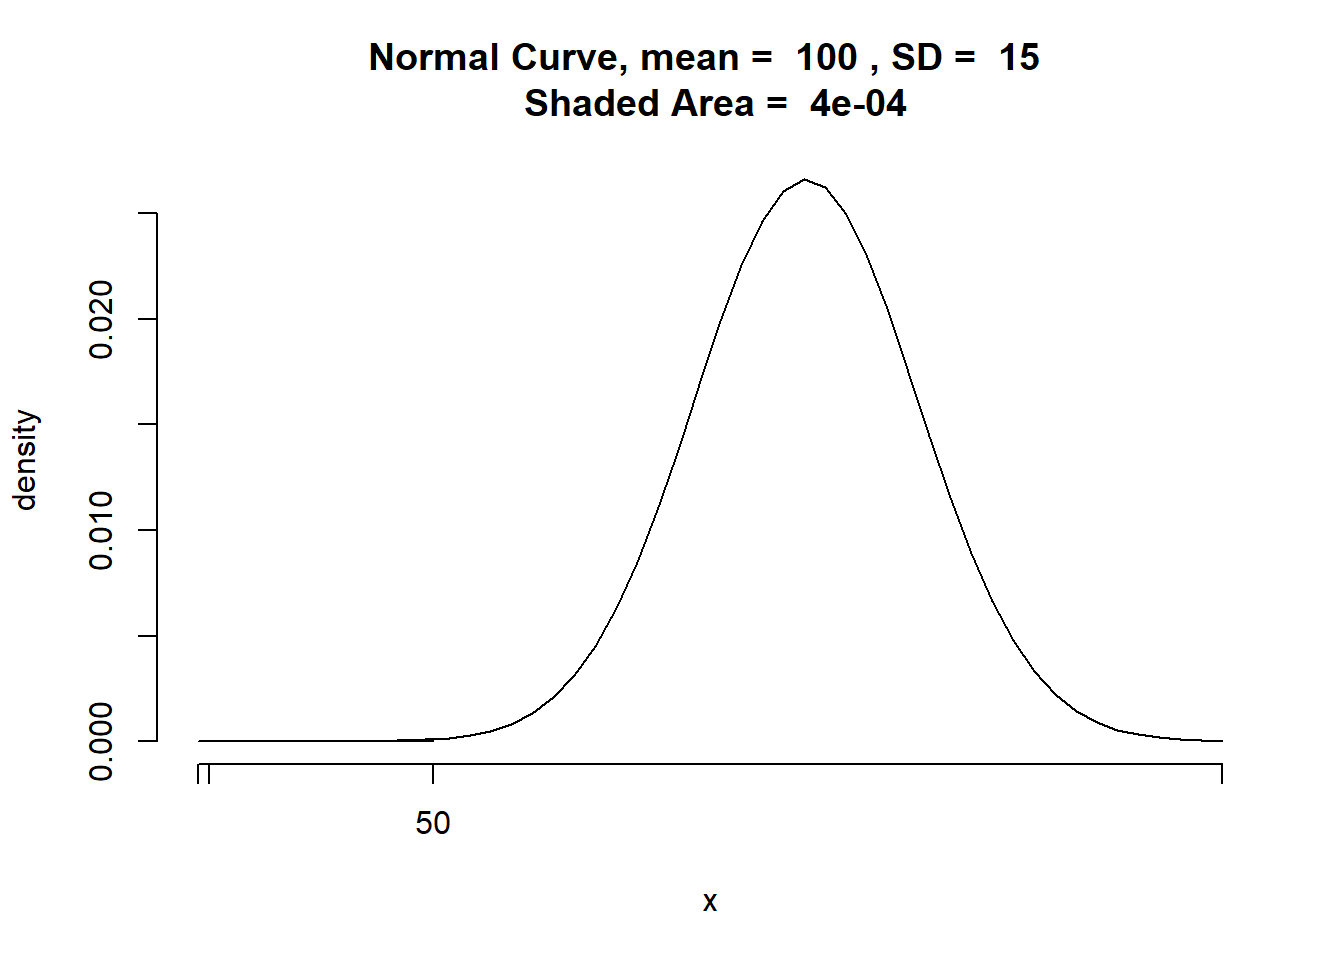 Normal Curve, mean =  100 , SD =  15
Shaded Area =  4e-04
density
0.020
0.010
0.000
50
x